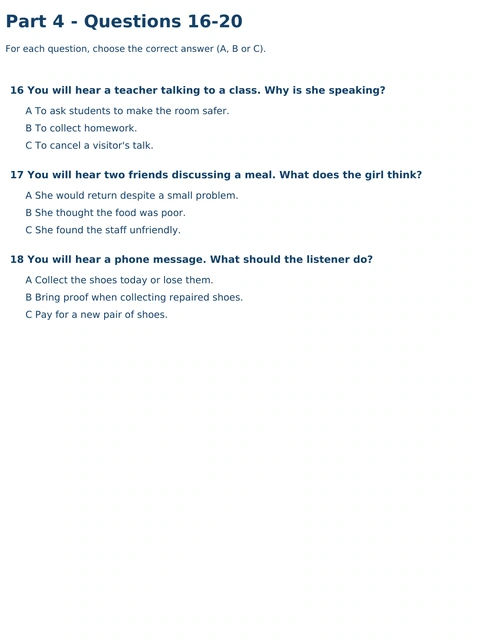 Part 4 - Questions 16-20
For each question, choose the correct answer (A, B or C).
16 You will hear a teacher talking to a class. Why is she speaking?
A To ask students to make the room safer.
B To collect homework.
C To cancel a visitor's talk.
17 You will hear two friends discussing a meal. What does the girl think?
A She would return despite a small problem.
B She thought the food was poor.
C She found the staff unfriendly.
18 You will hear a phone message. What should the listener do?
A Collect the shoes today or lose them.
B Bring proof when collecting repaired shoes.
C Pay for a new pair of shoes.